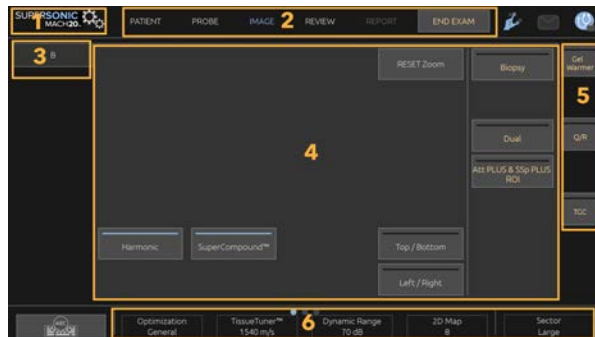 SUPERSONIC
MACH20
1
PATIENT
PROBE
IMAGE
2
REVIEW
REPORT
END EXAM
3
B
RESET Zoom
Biopsy
Gel
Warmer
5
4
Dual
Q/R
Att PLUS & SSp PLUS
ROI
TGC
Harmonic
SuperCompound™
Top / Bottom
Left / Right
Optimization
General
TissueTuner™
1540 m/s
6
Dynamic Range
70 dB
2D Map
8
Sector
Large